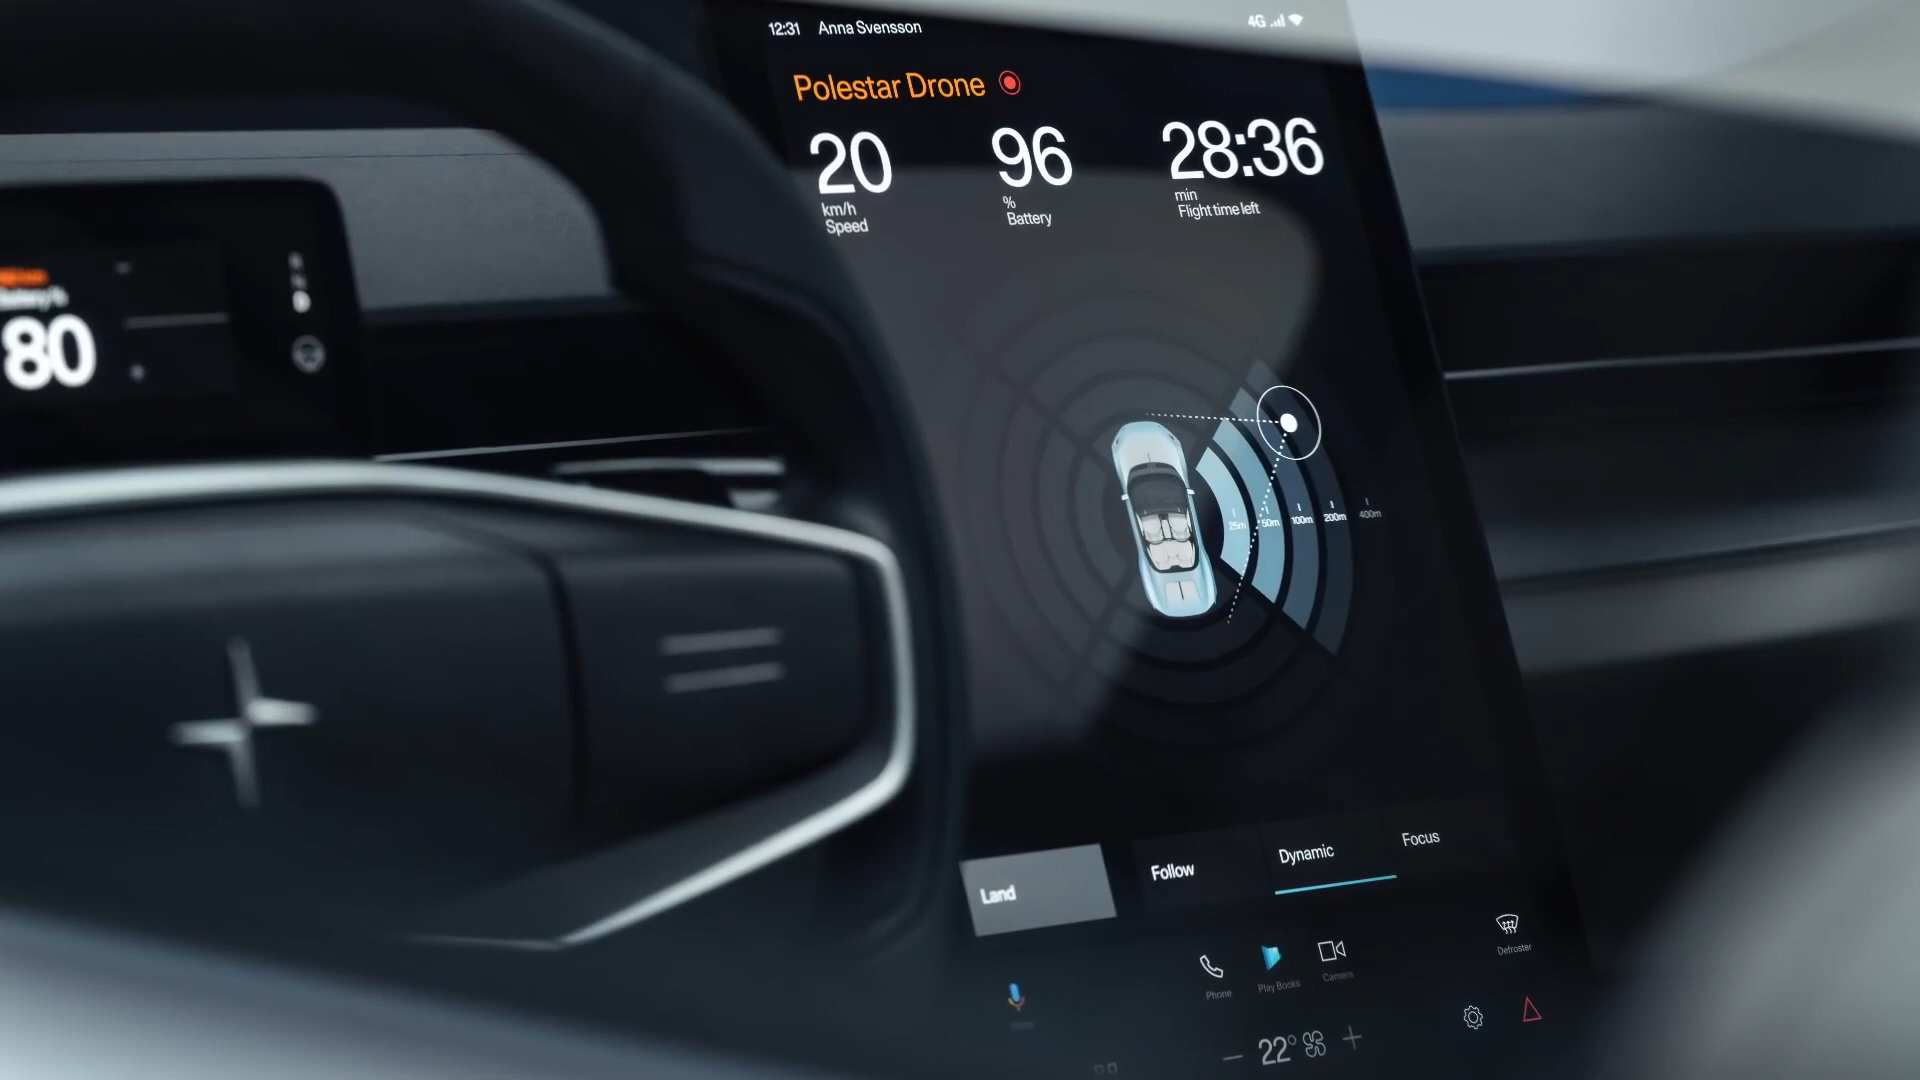 12:31 Anna Svensson 4G
Polestar Drone
20 96 28:36
km/h % min
Speed Battery Flight time left
80
25m 50m 100m 200m 400m
Land Follow Dynamic Focus
Phone Play Books Camera Defroster
22°